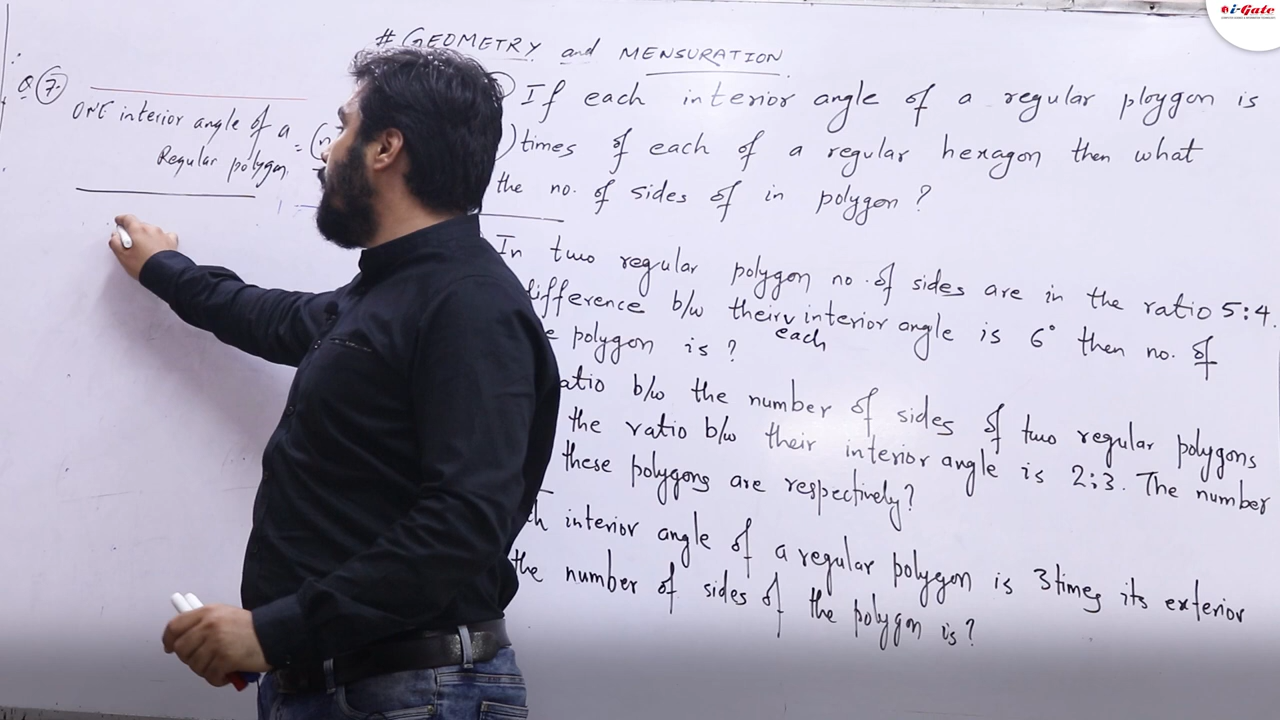 i-Gate
# GEOMETRY and MENSURATION
Q 7.
ONE interior angle of a
Regular polygon. = (n
If each interior angle of a regular ploygon is
) times of each of a regular hexagon then what
the no. of sides of in polygon ?
In two regular polygon no. of sides are in the ratio 5:4.
difference b/w their interior angle is 6° then no. of
each
polygon is ?
atio b/w the number of sides of two regular polygons
the ratio b/w their interior angle is 2:3. The number
these polygons are respectively?
ch interior angle of a regular polygon is 3 times its exterior
the number of sides of the polygon is?